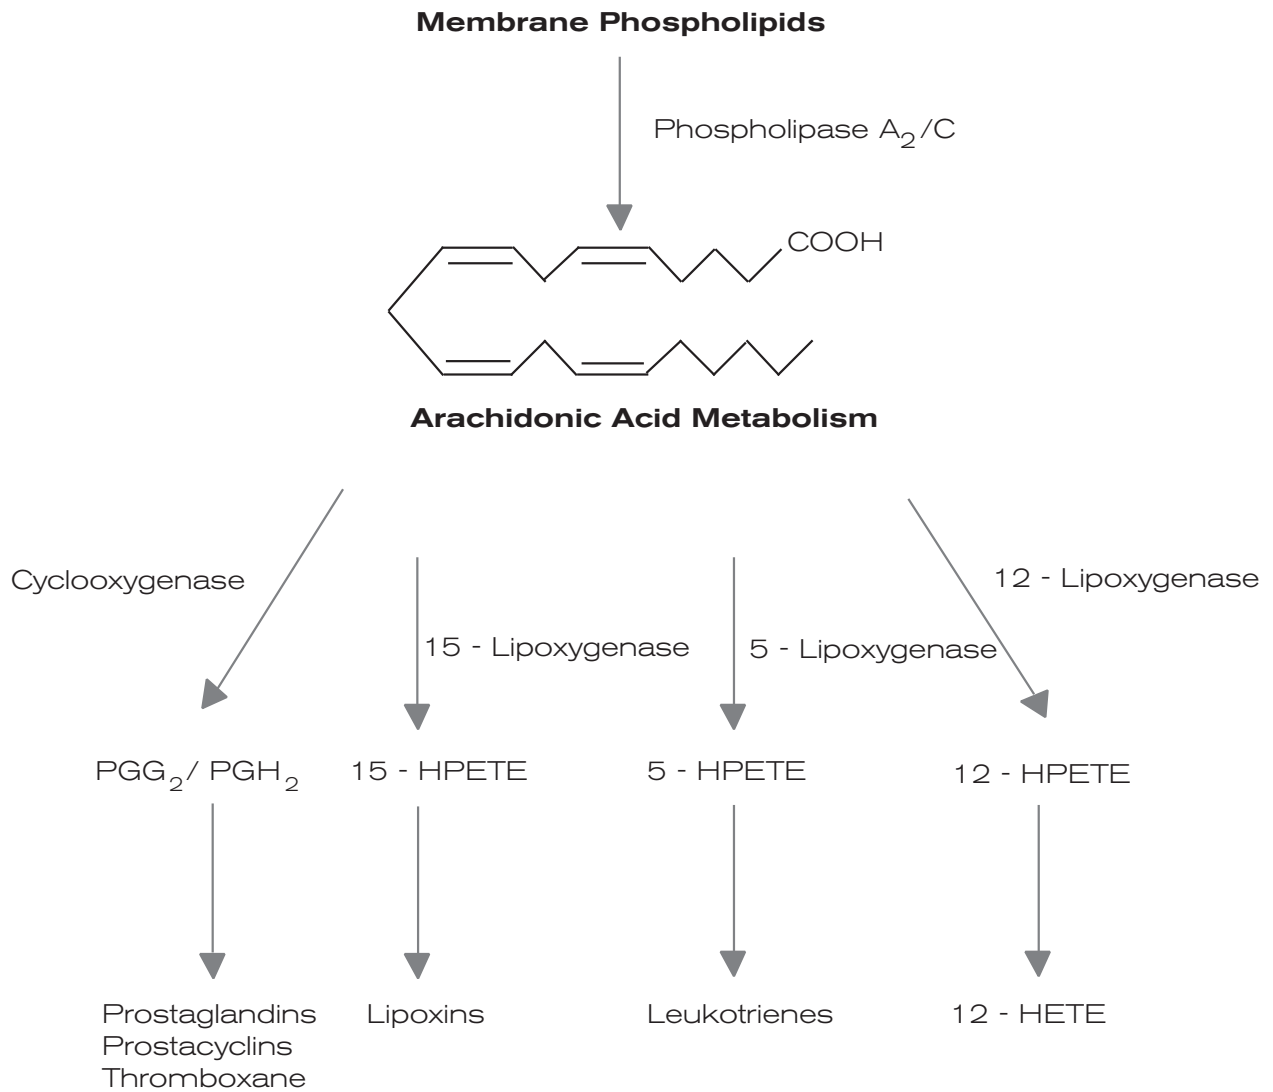 Membrane Phospholipids
Phospholipase A2/C
COOH
Arachidonic Acid Metabolism
Cyclooxygenase
12 - Lipoxygenase
15 - Lipoxygenase
5 - Lipoxygenase
PGG2/ PGH2
15 - HPETE
5 - HPETE
12 - HPETE
Prostaglandins
Prostacyclins
Thromboxane
Lipoxins
Leukotrienes
12 - HETE